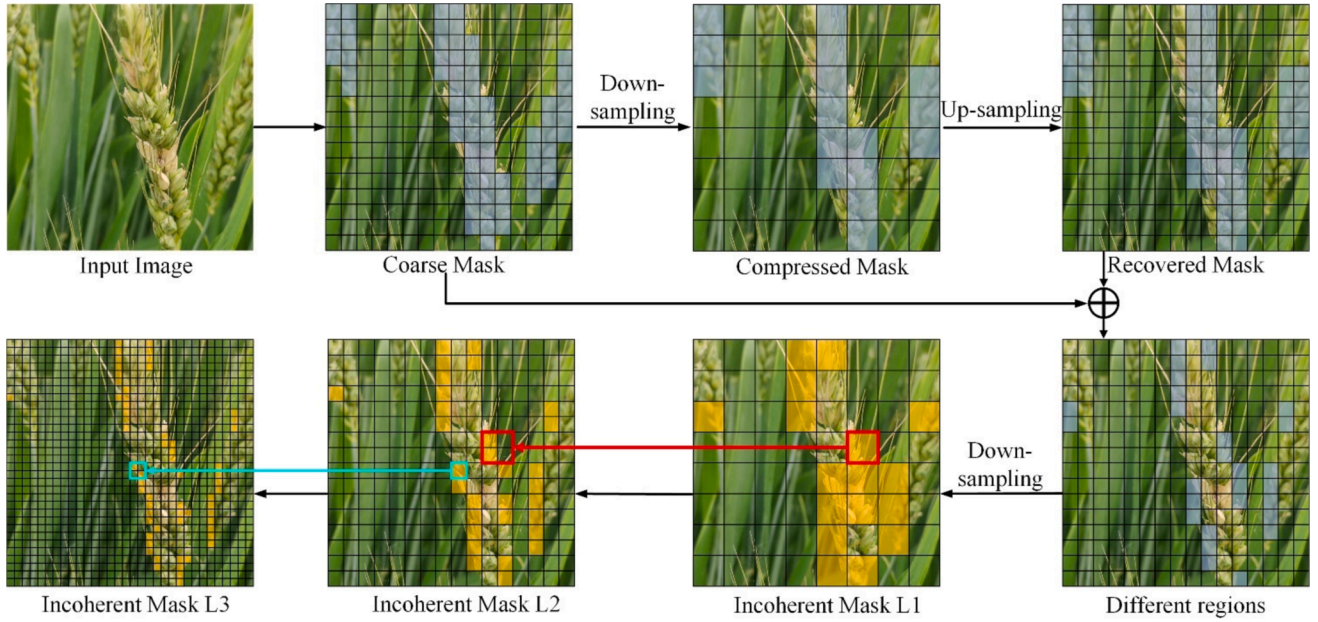 Down-
sampling
Up-sampling
Input Image
Coarse Mask
Compressed Mask
Recovered Mask
Down-
sampling
Incoherent Mask L3
Incoherent Mask L2
Incoherent Mask L1
Different regions